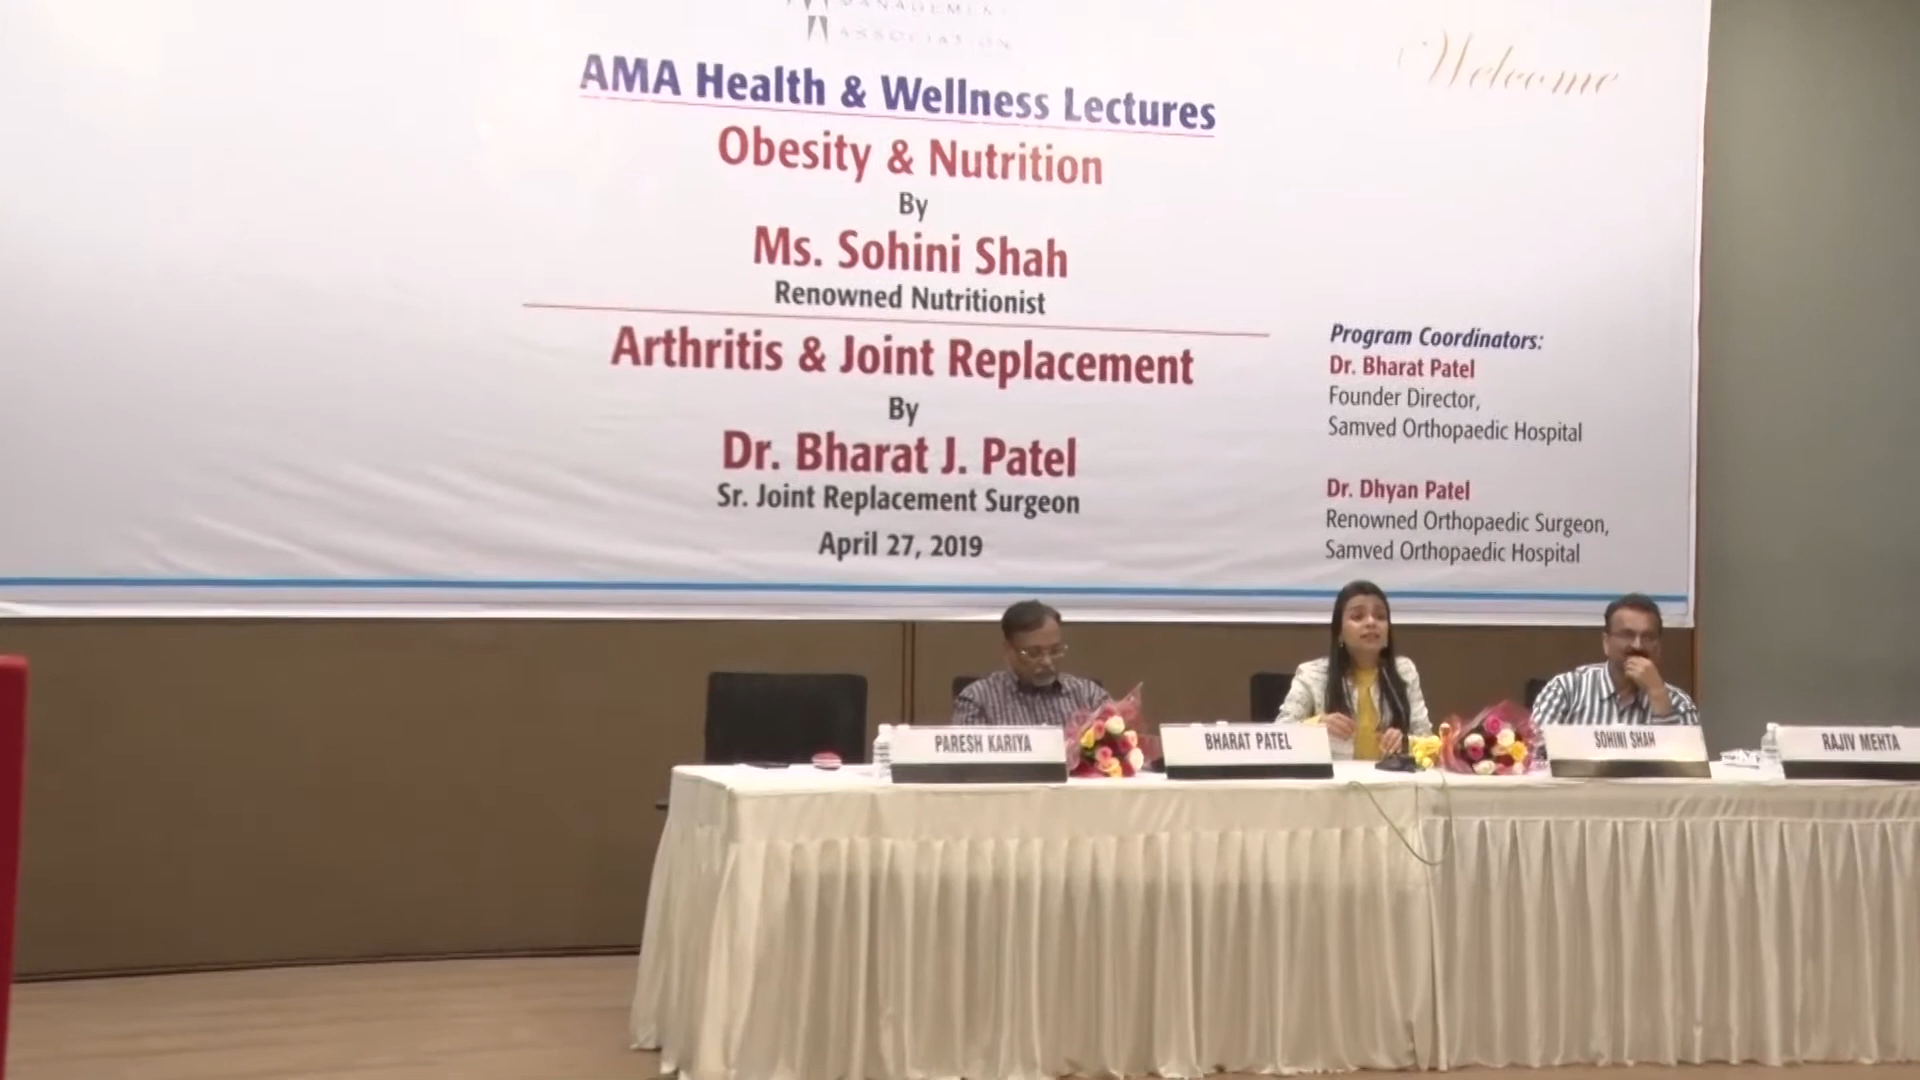 MANAGEMENT
ASSOCIATION
Welcome
AMA Health & Wellness Lectures
Obesity & Nutrition
By
Ms. Sohini Shah
Renowned Nutritionist
Arthritis & Joint Replacement
By
Dr. Bharat J. Patel
Sr. Joint Replacement Surgeon
April 27, 2019
Program Coordinators:
Dr. Bharat Patel
Founder Director,
Samved Orthopaedic Hospital
Dr. Dhyan Patel
Renowned Orthopaedic Surgeon,
Samved Orthopaedic Hospital
PARESH KARIYA
BHARAT PATEL
SOHINI SHAH
RAJIV MEHTA